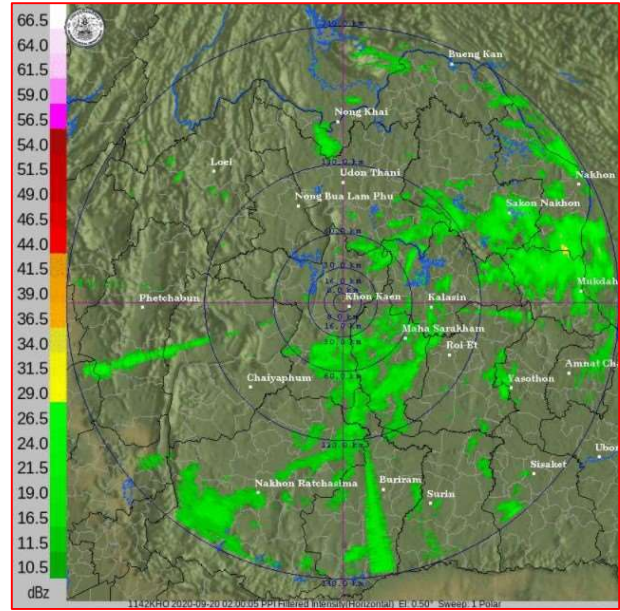 66.5
64.0
61.5
59.0
56.5
54.0
51.5
49.0
46.5
44.0
41.5
39.0
36.5
34.0
31.5
29.0
26.5
24.0
21.5
19.0
16.5
14.5
10.5
dBz
Bueng Kan
Nong Khai
Loei
Udon Thani
Nakhon
Nong Bua Lam Phu
Sakon Nakhon
Mukdah
Phetchabun
Khon Kaen
Kalasin
Maha Sarakham
Roi-Et
Chaiyaphum
Yasothon
Amnat Cha
Ubon
Sisaket
Nakhon Ratchasima
Buriram
Surin
1142KHO 2020-09-20 02:00:05 PPI Filtered Intensity(Horizontal) El: 0.50° Sweep: 1 Polar